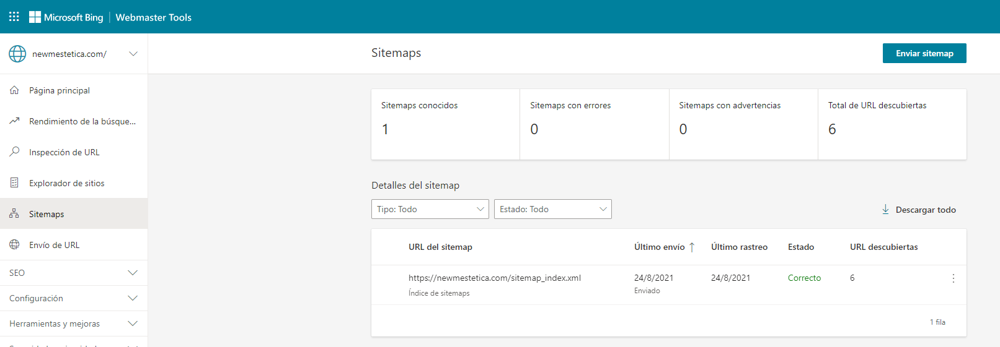 Microsoft Bing | Webmaster Tools
newmestetica.com/
Página principal
Rendimiento de la búsque...
Inspección de URL
Explorador de sitios
Sitemaps
Envío de URL
SEO
Configuración
Herramientas y mejoras
Sitemaps
Enviar sitemap
Sitemaps conocidos
1
Sitemaps con errores
0
Sitemaps con advertencias
0
Total de URL descubiertas
6
Detalles del sitemap
Tipo: Todo
Estado: Todo
Descargar todo
URL del sitemap Último envío Último rastreo Estado URL descubiertas
https://newmestetica.com/sitemap_index.xml 24/8/2021 24/8/2021 Correcto 6
Índice de sitemaps Enviado
1 fila